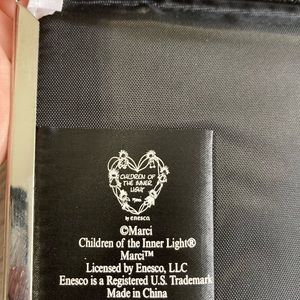 CHILDREN OF
THE INNER
LIGHT
by ENESCO
©Marci
Children of the Inner Light®
Marci™
Licensed by Enesco, LLC
Enesco is a Registered U.S. Trademark
Made in China